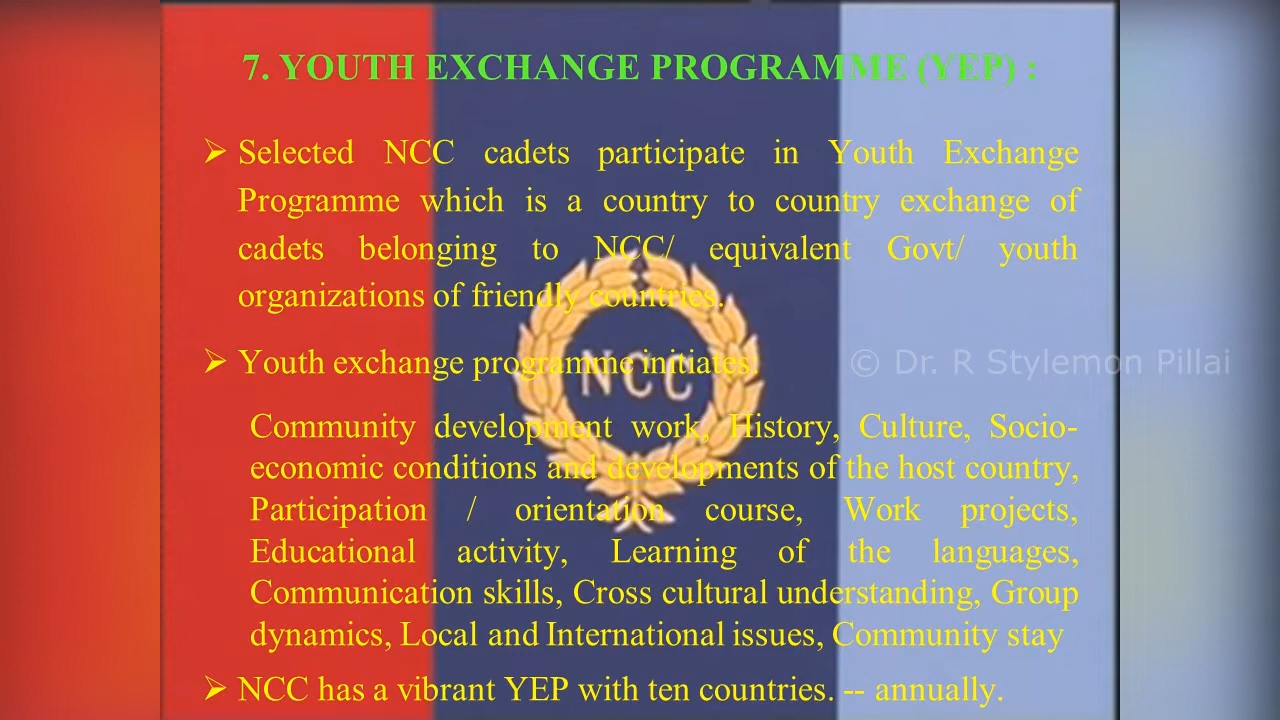 7. YOUTH EXCHANGE PROGRAMME (YEP) :
➢ Selected NCC cadets participate in Youth Exchange
Programme which is a country to country exchange of
cadets belonging to NCC/ equivalent Govt/ youth
organizations of friendly countries.
➢ Youth exchange programme initiates.
NCC
© Dr. R Stylemon Pillai
Community development work, History, Culture, Socio-
economic conditions and developments of the host country,
Participation / orientation course, Work projects,
Educational activity, Learning of the languages,
Communication skills, Cross cultural understanding, Group
dynamics, Local and International issues, Community stay
➢ NCC has a vibrant YEP with ten countries. -- annually.